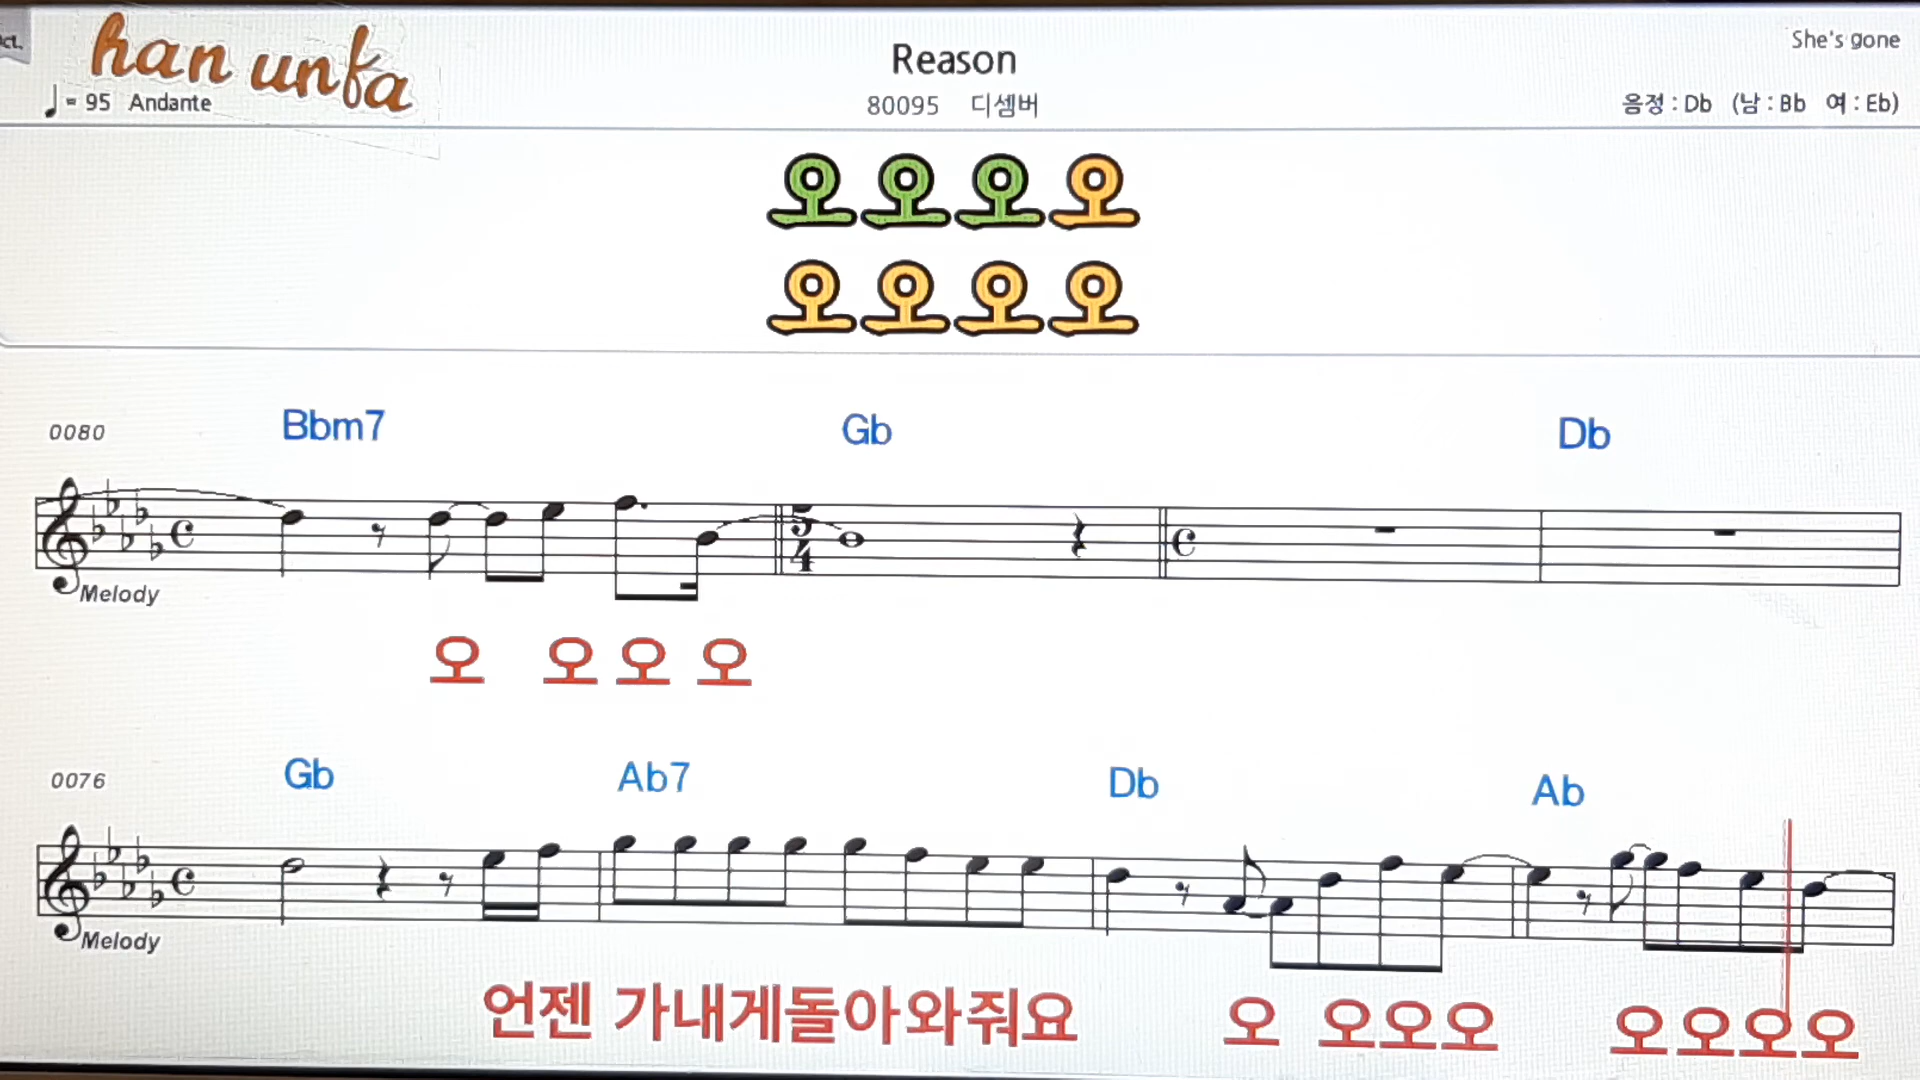 ct.
han unfa
Reason
She's gone
♩= 95 Andante
80095 디셈버
음정 : Db (남 : Bb 여 : Eb)
오오오오
오오오오
0080 Bbm7 Gb Db
C 5/4 C
Melody
오 오 오 오
0076 Gb Ab7 Db Ab
C
Melody
언젠 가내게돌아와줘요 오 오오오 오오오오